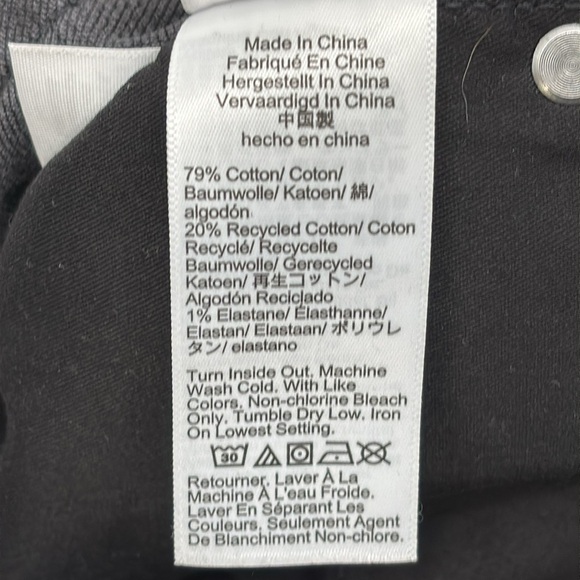 Made In China
Fabriqué En Chine
Hergestellt In China
Vervaardigd In China
中国製
hecho en china
79% Cotton/ Coton/
Baumwolle/ Katoen/ 綿/
algodón
20% Recycled Cotton/ Coton
Recyclé/ Recycelte
Baumwolle/ Gerecycled
Katoen/ 再生コットン/
Algodón Reciclado
1% Elastane/ Élasthanne/
Elastan/ Elastaan/ ポリウレ
タン/ elastano
Turn Inside Out. Machine
Wash Cold. With Like
Colors. Non-chlorine Bleach
Only. Tumble Dry Low. Iron
On Lowest Setting.
30
Retourner. Laver À La
Machine À L'eau Froide.
Laver En Séparant Les
Couleurs. Seulement Agent
De Blanchiment Non-chlore.